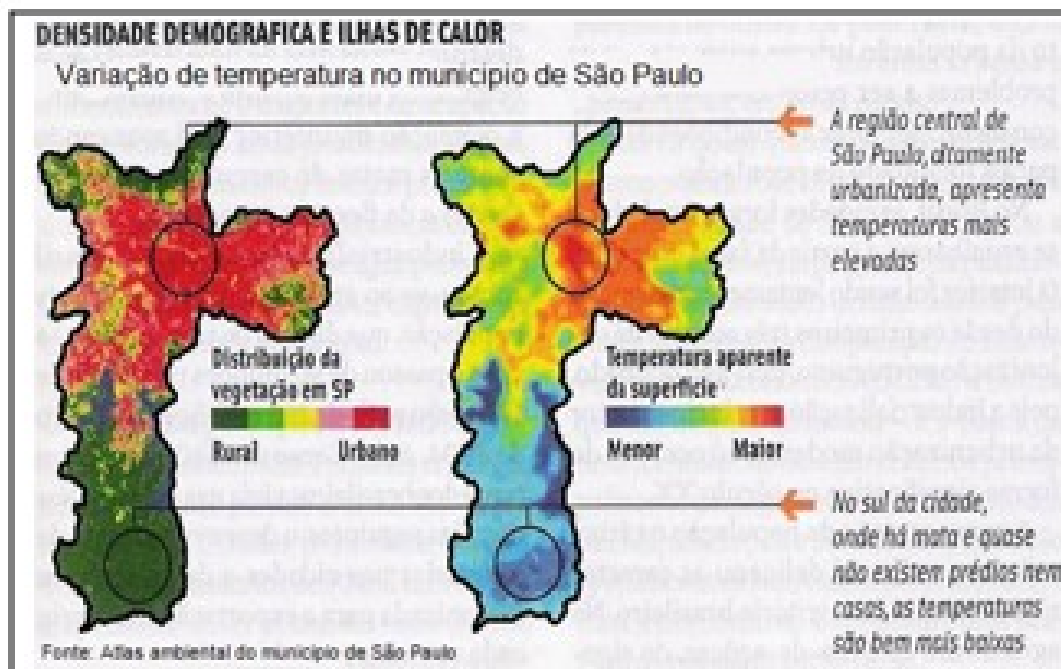 DENSIDADE DEMOGRAFICA E ILHAS DE CALOR
Variação de temperatura no municipio de São Paulo
A região central de
São Paulo, altamente
urbanizada, apresenta
temperaturas mais
elevadas
Distribuição da
vegetação em SP
Rural Urbano
Temperatura aparente
da superfície
Menor Maior
No sul da cidade,
onde há mata e quase
não existem prédios nem
casas, as temperaturas
são bem mais baixas
Fonte: Atlas ambiental do municipio de São Paulo